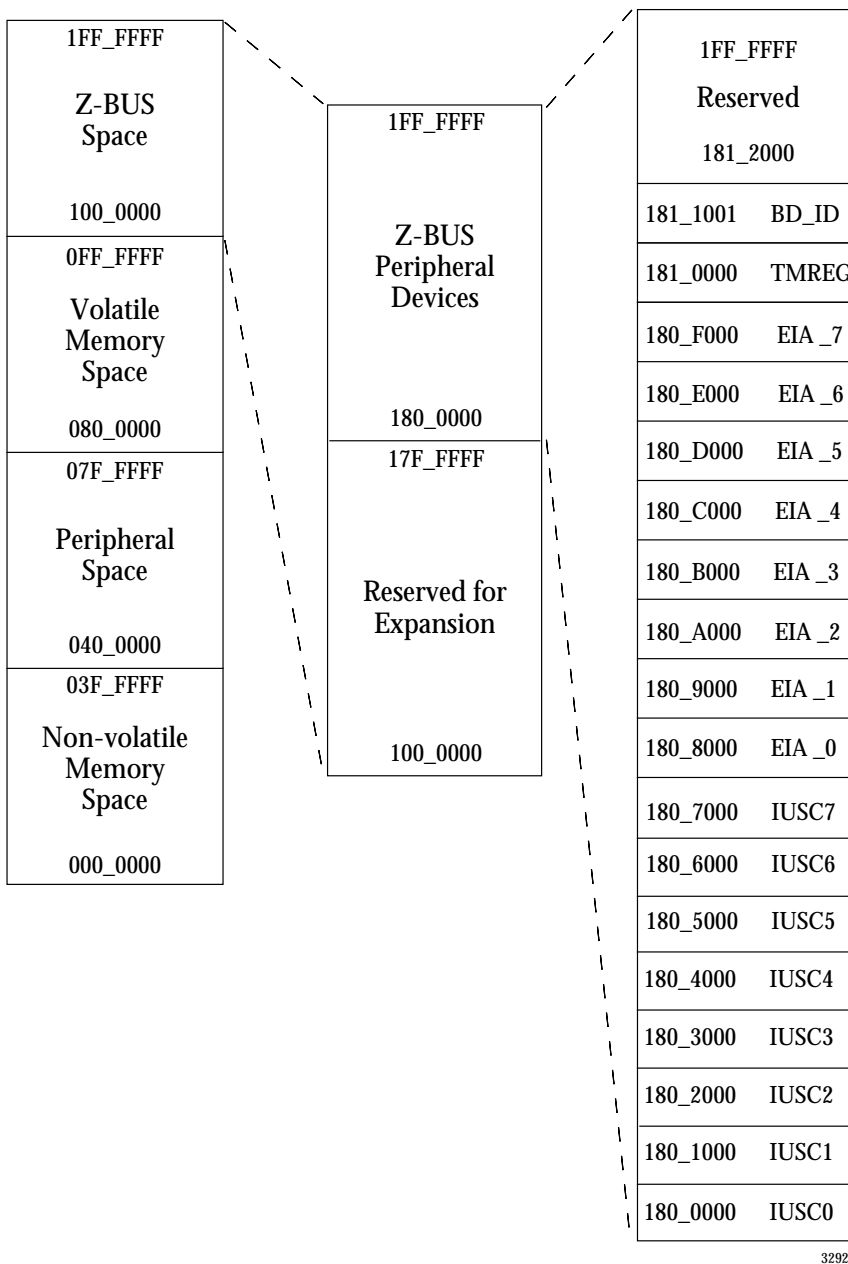 1FF_FFFF
Z-BUS
Space
100_0000
0FF_FFFF
Volatile
Memory
Space
080_0000
07F_FFFF
Peripheral
Space
040_0000
03F_FFFF
Non-volatile
Memory
Space
000_0000
1FF_FFFF
Z-BUS
Peripheral
Devices
180_0000
17F_FFFF
Reserved for
Expansion
100_0000
1FF_FFFF
Reserved
181_2000
181_1001 BD_ID
181_0000 TMREG
180_F000 EIA _7
180_E000 EIA _6
180_D000 EIA _5
180_C000 EIA _4
180_B000 EIA _3
180_A000 EIA _2
180_9000 EIA _1
180_8000 EIA _0
180_7000 IUSC7
180_6000 IUSC6
180_5000 IUSC5
180_4000 IUSC4
180_3000 IUSC3
180_2000 IUSC2
180_1000 IUSC1
180_0000 IUSC0
3292